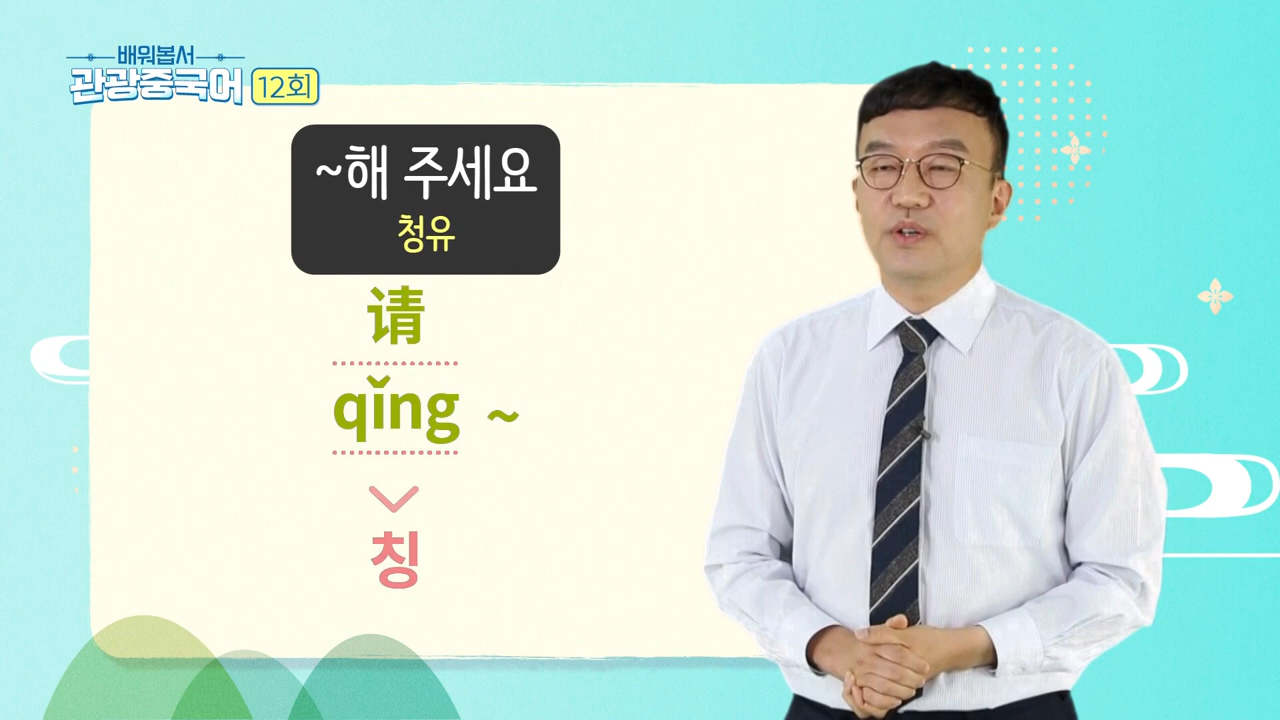 배워봅서
관광중국어 12회
~해 주세요
청유
请
qǐng ~
칭